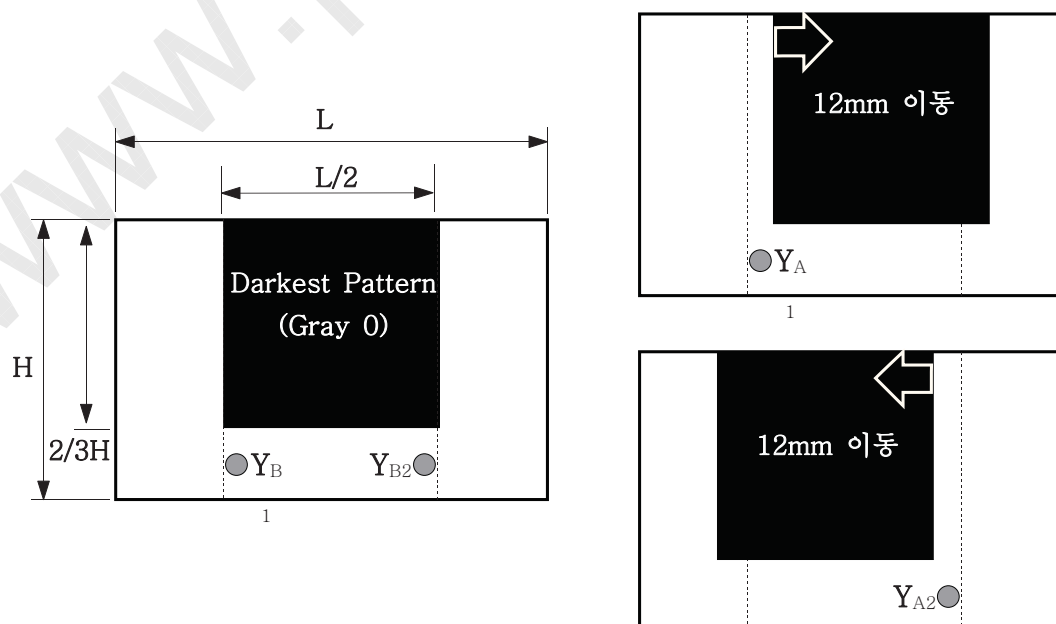 www.
L
L/2
Darkest Pattern
(Gray 0)
H
2/3H
YB
1
YB2
12mm 이동
YA
1
12mm 이동
YA2